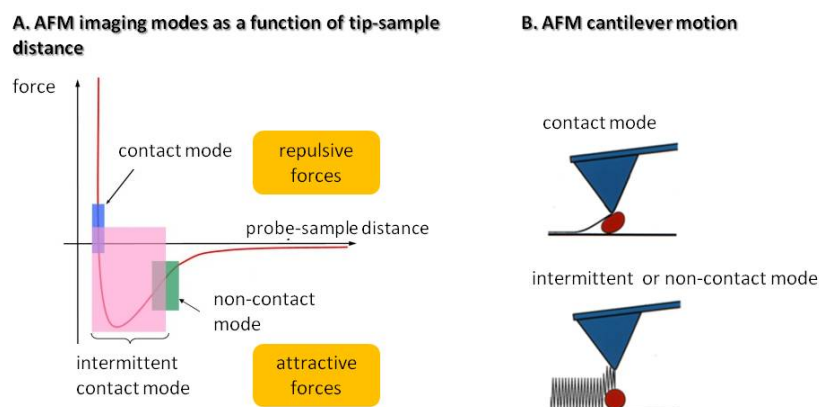 A. AFM imaging modes as a function of tip-sample
distance
force
contact mode
repulsive
forces
probe-sample distance
non-contact
mode
intermittent
contact mode
attractive
forces
B. AFM cantilever motion
contact mode
intermittent or non-contact mode